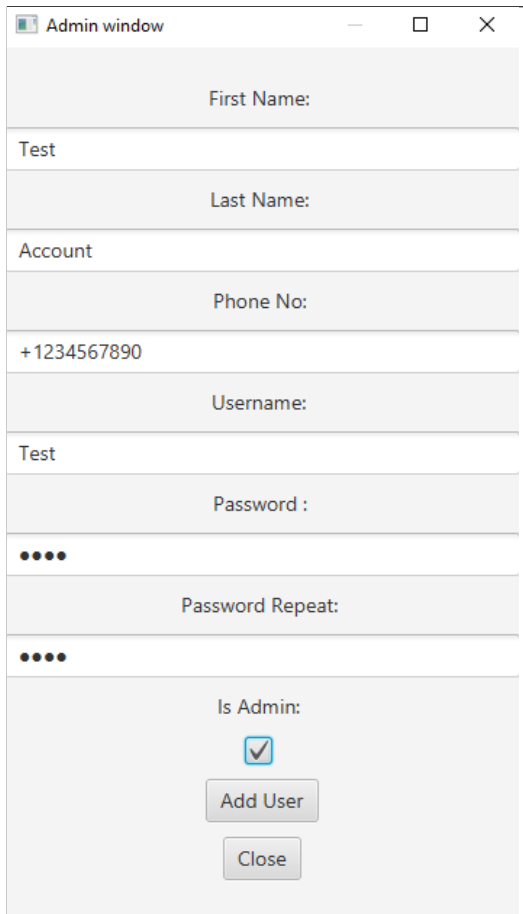 Admin window
First Name:
Test
Last Name:
Account
Phone No:
+1234567890
Username:
Test
Password :
●●●●
Password Repeat:
●●●●
Is Admin:
Add User
Close